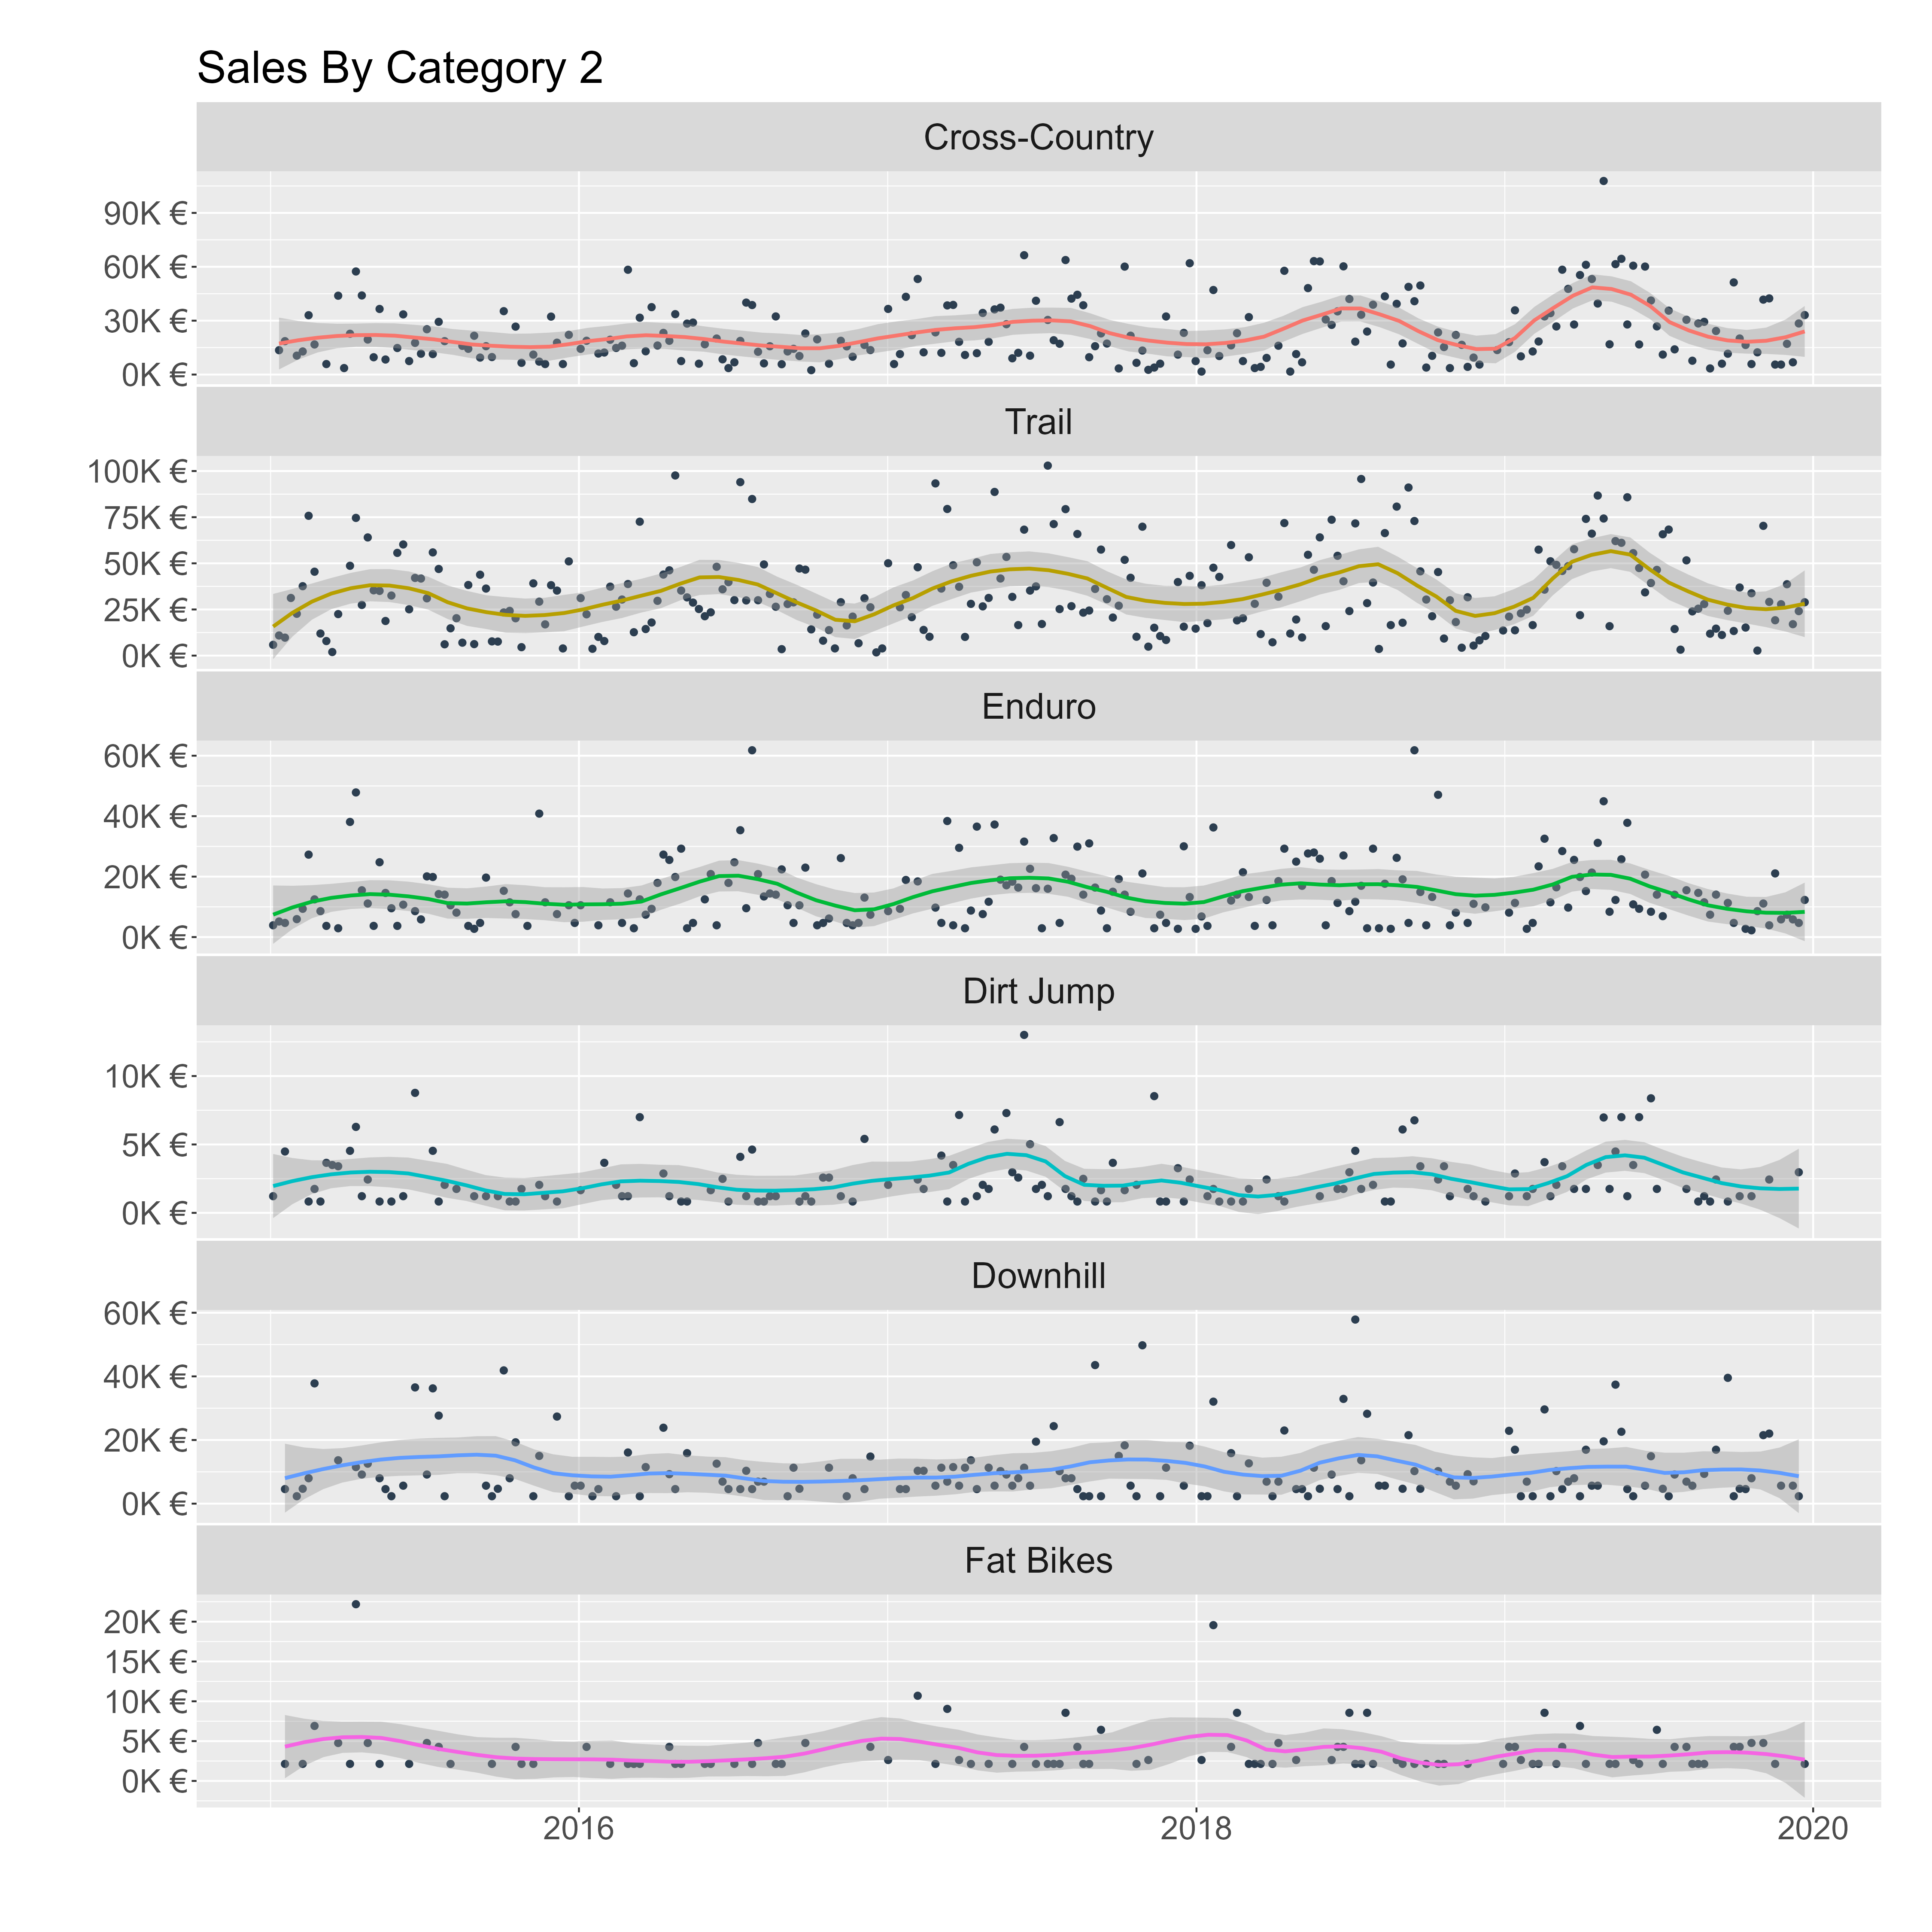 Sales By Category 2
Cross-Country
90K €
60K €
30K €
0K €
Trail
100K €
75K €
50K €
25K €
0K €
Enduro
60K €
40K €
20K €
0K €
Dirt Jump
10K €
5K €
0K €
Downhill
60K €
40K €
20K €
0K €
Fat Bikes
20K €
15K €
10K €
5K €
0K €
2016 2018 2020